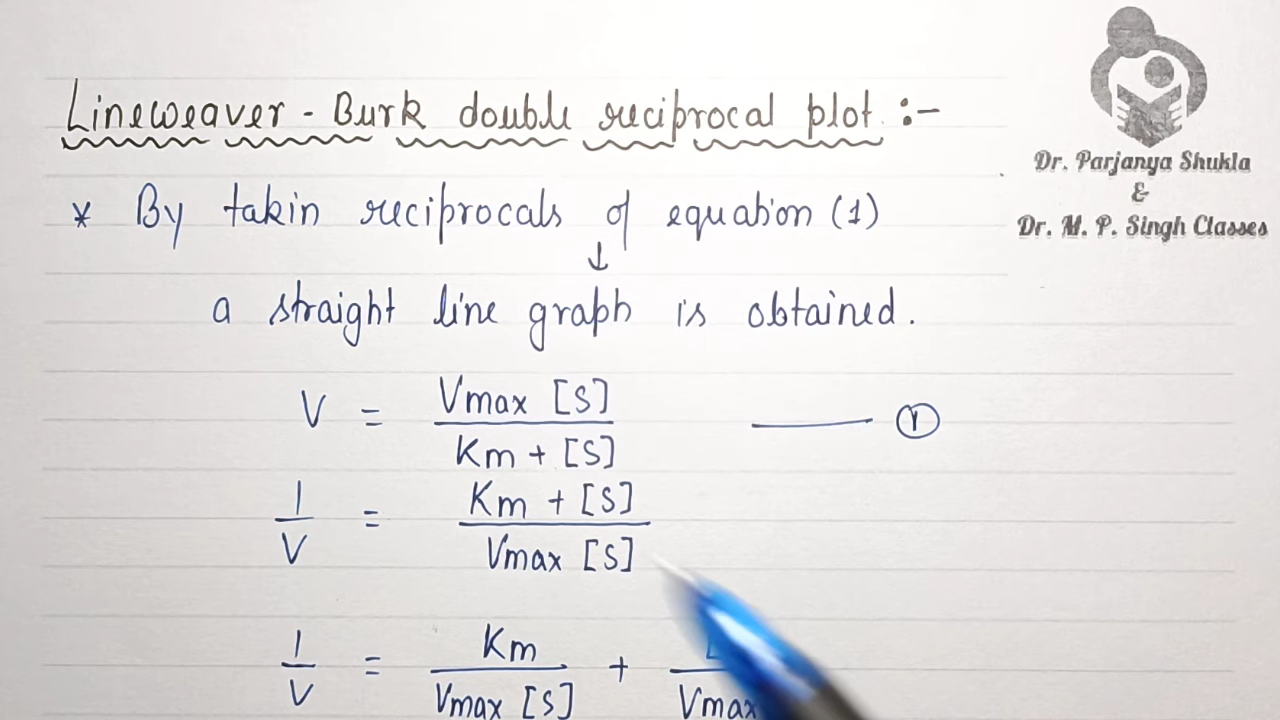 Lineweaver - Burk double reciprocal plot :-
Dr. Parjanya Shukla
&
Dr. M. P. Singh Classes
* By takin reciprocals of equation (1)
↓
a straight line graph is obtained.
V = Vmax [S] / Km + [S] ——— ①
1 / V = Km + [S] / Vmax [S]
1 / V = Km / Vmax [S] + / Vmax